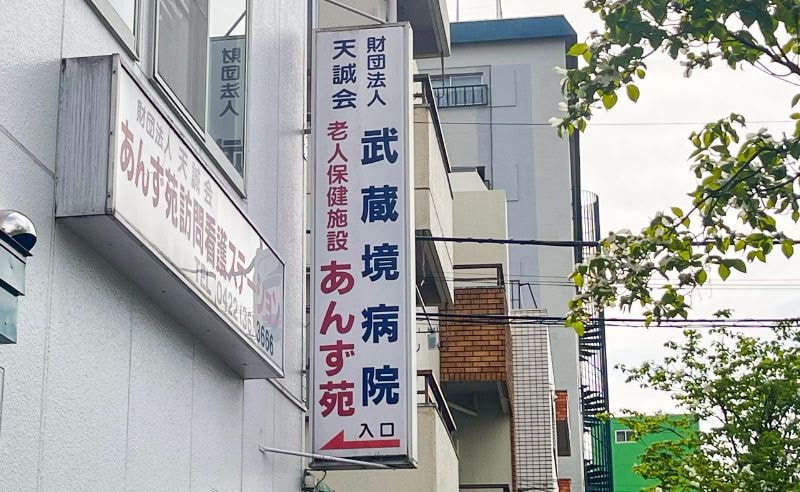 財団法人
天誠会
武蔵境病院
老人保健施設
あんず苑
入口
財団法人 天誠会
あんず苑訪問看護ステーション
TEL (0422)
3656
財団法人